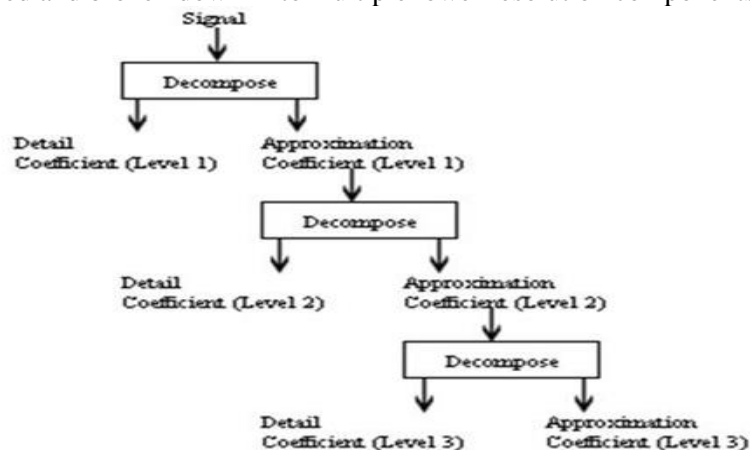 Signal
Decompose
Detail
Coefficient (Level 1)
Approximation
Coefficient (Level 1)
Decompose
Detail
Coefficient (Level 2)
Approximation
Coefficient (Level 2)
Decompose
Detail
Coefficient (Level 3)
Approximation
Coefficient (Level 3)